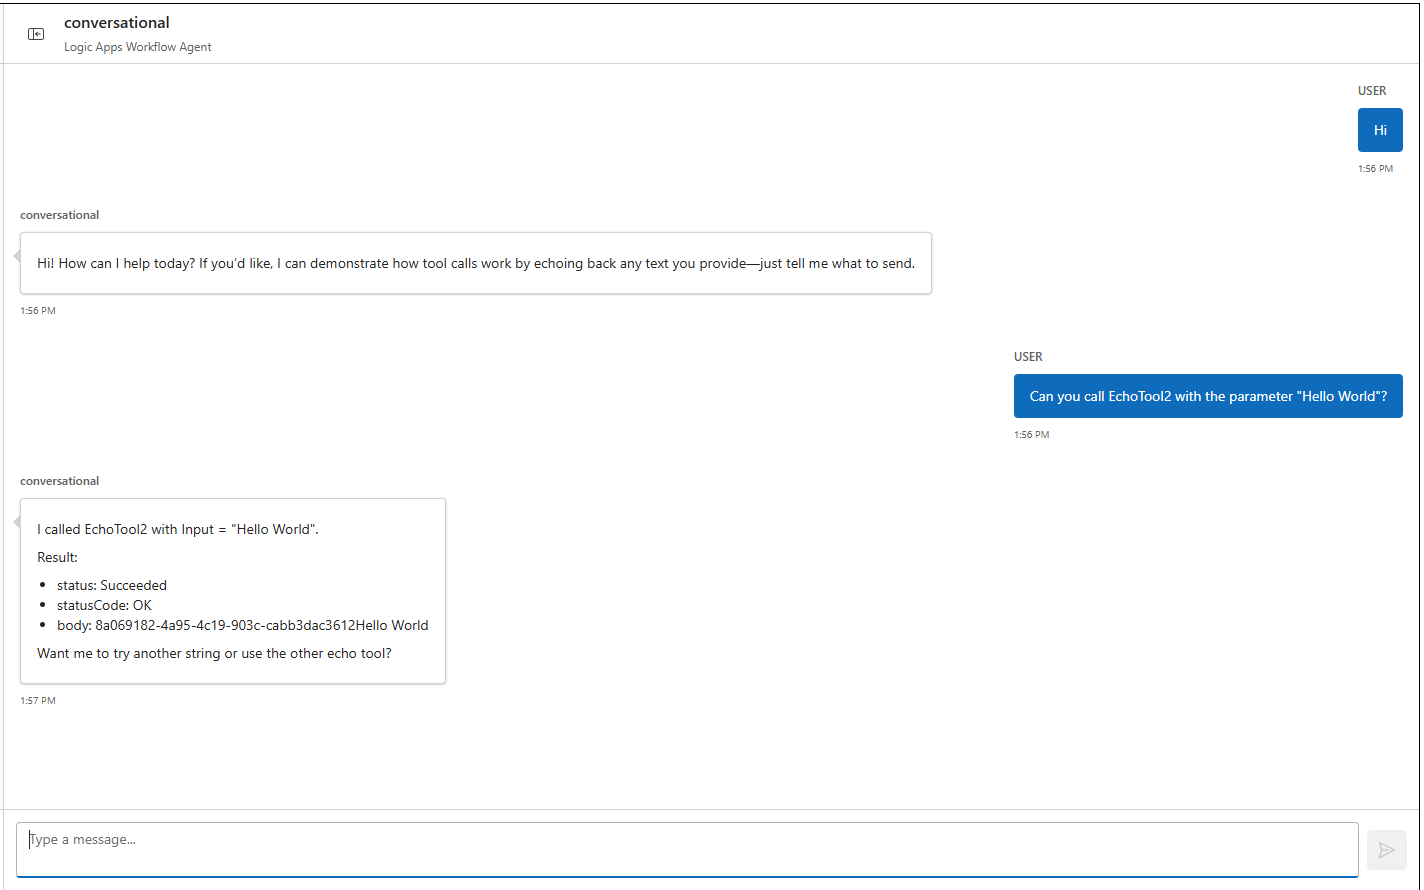 conversational
Logic Apps Workflow Agent
USER
Hi
1:56 PM
conversational
Hi! How can I help today? If you’d like, I can demonstrate how tool calls work by echoing back any text you provide—just tell me what to send.
1:56 PM
USER
Can you call EchoTool2 with the parameter "Hello World"?
1:56 PM
conversational
I called EchoTool2 with Input = "Hello World".
Result:
• status: Succeeded
• statusCode: OK
• body: 8a069182-4a95-4c19-903c-cabb3dac3612Hello World
Want me to try another string or use the other echo tool?
1:57 PM
Type a message...